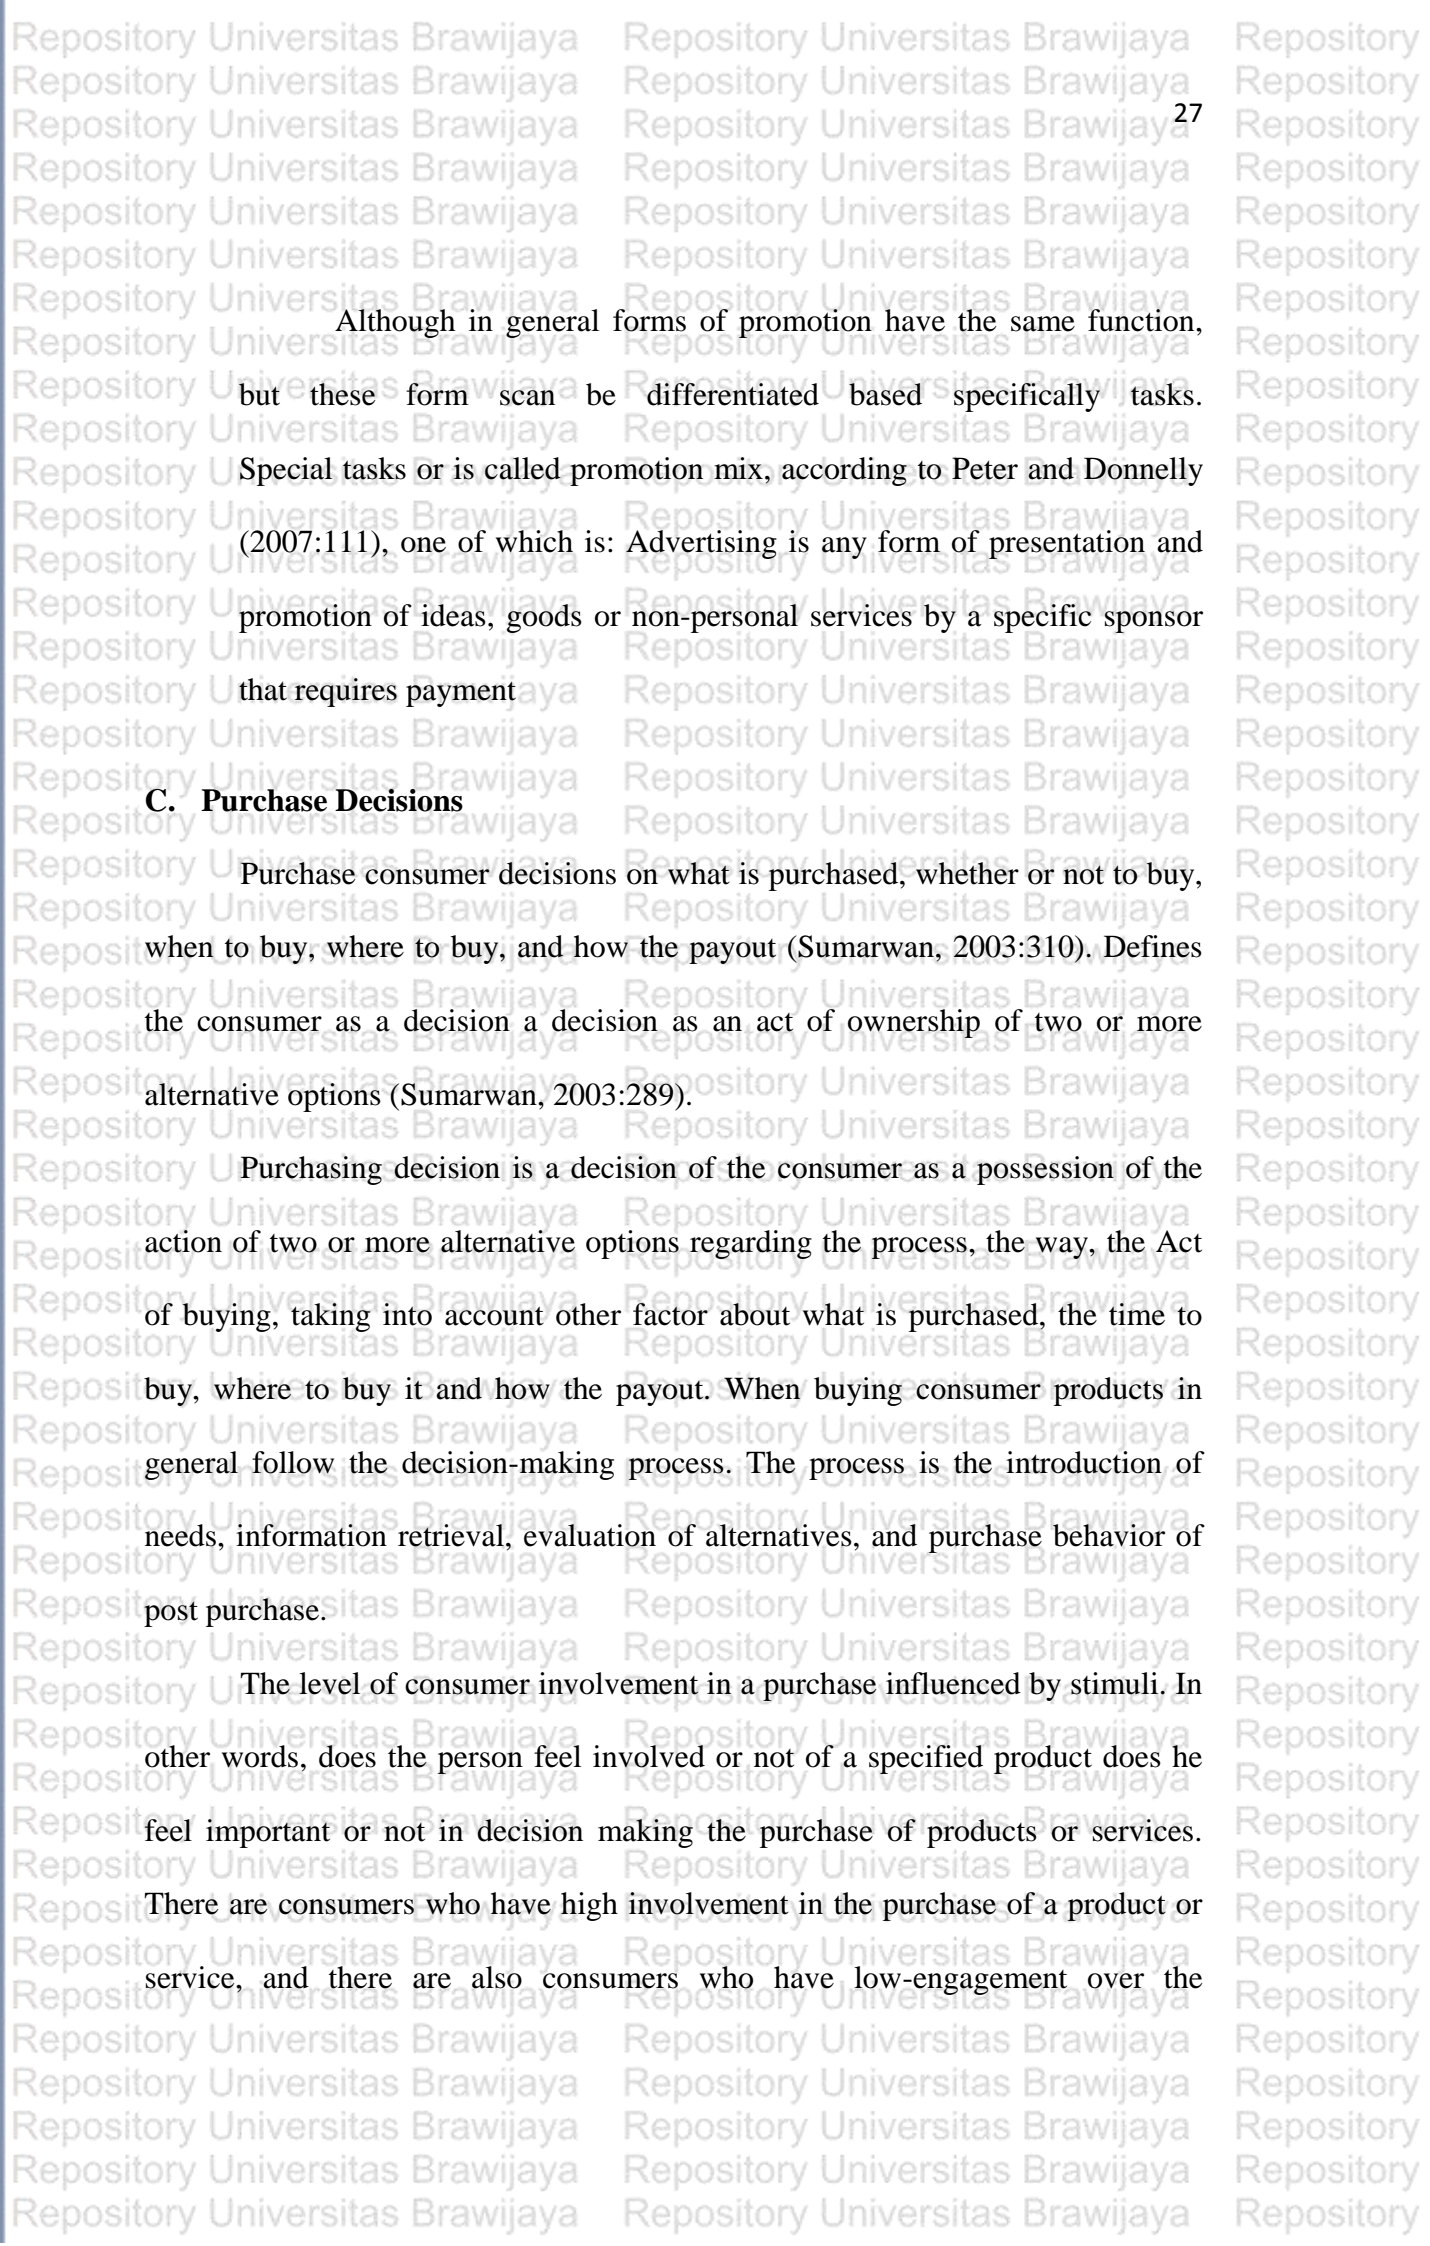 27
Although in general forms of promotion have the same function,
but these form scan be differentiated based specifically tasks.
Special tasks or is called promotion mix, according to Peter and Donnelly
(2007:111), one of which is: Advertising is any form of presentation and
promotion of ideas, goods or non-personal services by a specific sponsor
that requires payment
C. Purchase Decisions
Purchase consumer decisions on what is purchased, whether or not to buy,
when to buy, where to buy, and how the payout (Sumarwan, 2003:310). Defines
the consumer as a decision a decision as an act of ownership of two or more
alternative options (Sumarwan, 2003:289).
Purchasing decision is a decision of the consumer as a possession of the
action of two or more alternative options regarding the process, the way, the Act
of buying, taking into account other factor about what is purchased, the time to
buy, where to buy it and how the payout. When buying consumer products in
general follow the decision-making process. The process is the introduction of
needs, information retrieval, evaluation of alternatives, and purchase behavior of
post purchase.
The level of consumer involvement in a purchase influenced by stimuli. In
other words, does the person feel involved or not of a specified product does he
feel important or not in decision making the purchase of products or services.
There are consumers who have high involvement in the purchase of a product or
service, and there are also consumers who have low-engagement over the
Repository Universitas Brawijaya